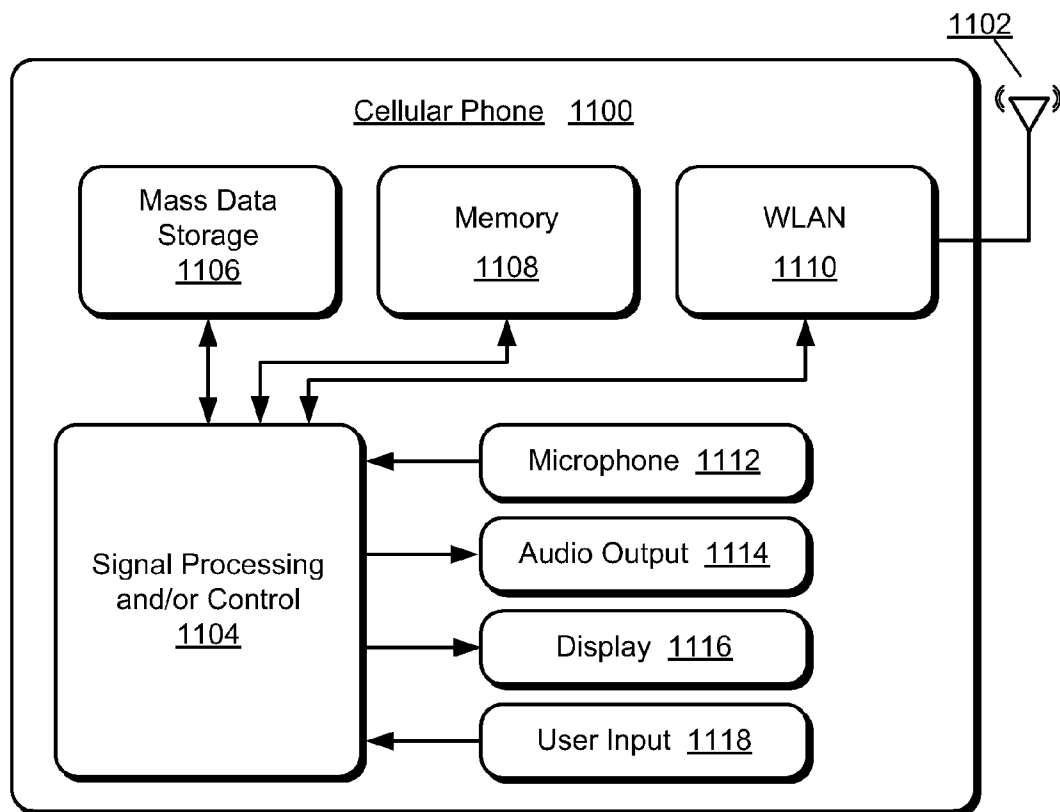 1102
Cellular Phone 1100
Mass Data
Storage
1106
Memory
1108
WLAN
1110
Microphone 1112
Signal Processing
and/or Control
1104
Audio Output 1114
Display 1116
User Input 1118